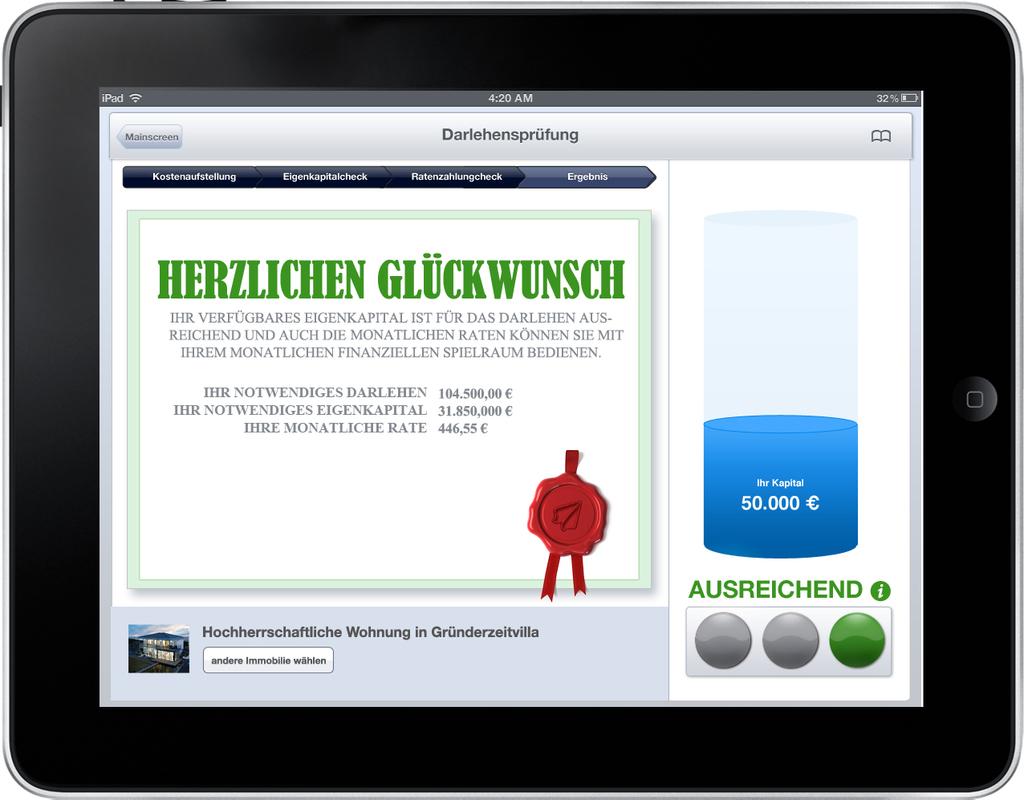 iPad
4:20 AM
32%
Mainscreen
Darlehensprüfung
Kostenaufstellung
Eigenkapitalcheck
Ratenzahlungcheck
Ergebnis
HERZLICHEN GLÜCKWUNSCH
IHR VERFÜGBARES EIGENKAPITAL IST FÜR DAS DARLEHEN AUS-
REICHEND UND AUCH DIE MONATLICHEN RATEN KÖNNEN SIE MIT
IHREM MONATLICHEN FINANZIELLEN SPIELRAUM BEDIENEN.
IHR NOTWENDIGES DARLEHEN 104.500,00 €
IHR NOTWENDIGES EIGENKAPITAL 31.850,000 €
IHRE MONATLICHE RATE 446,55 €
Ihr Kapital
50.000 €
AUSREICHEND i
Hochherrschaftliche Wohnung in Gründerzeitvilla
andere Immobilie wählen